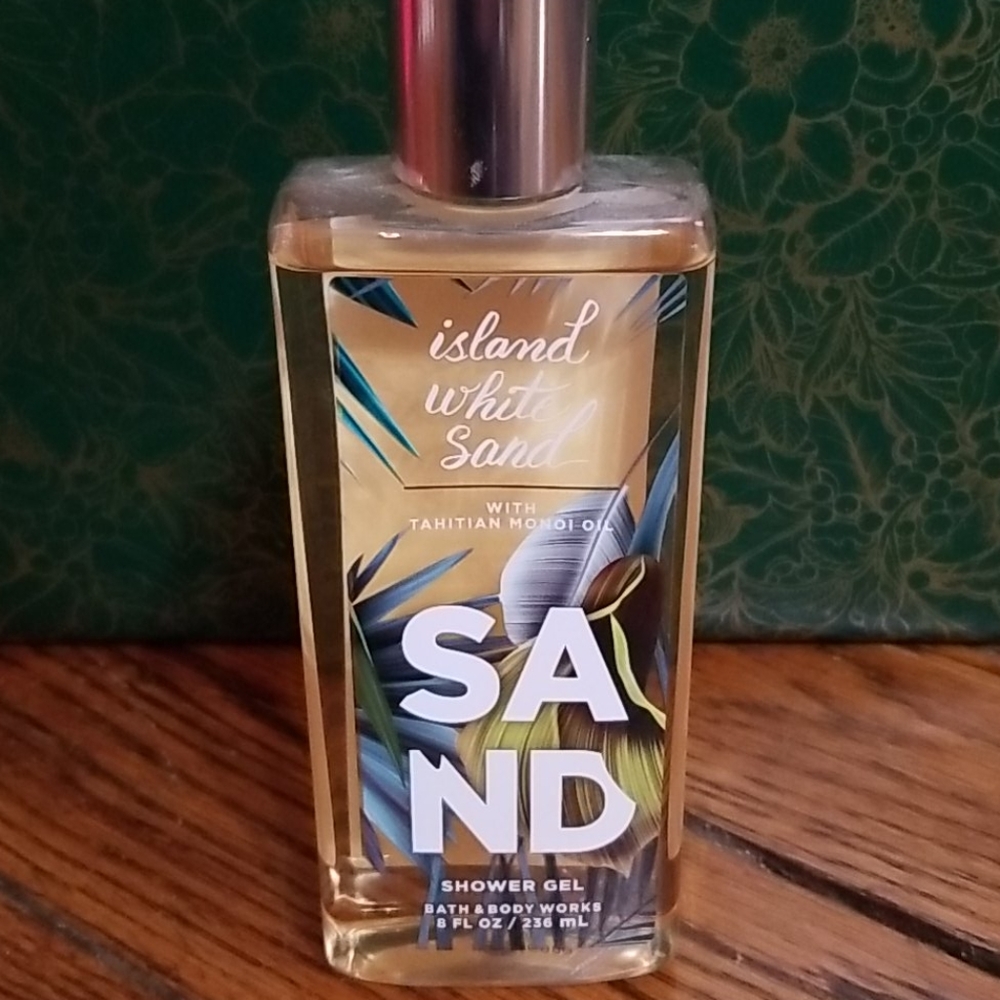 island
white
Sand
WITH
TAHITIAN MONOI OIL
SA
ND
SHOWER GEL
BATH & BODY WORKS
8 FL OZ / 236 mL